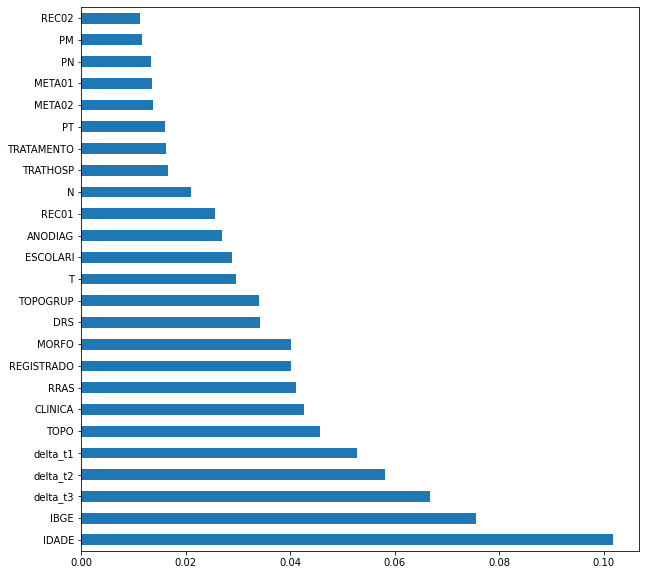 REC02
PM
PN
META01
META02
PT
TRATAMENTO
TRATHOSP
N
REC01
ANODIAG
ESCOLARI
T
TOPOGRUP
DRS
MORFO
REGISTRADO
RRAS
CLINICA
TOPO
delta_t1
delta_t2
delta_t3
IBGE
IDADE
0.00 0.02 0.04 0.06 0.08 0.10